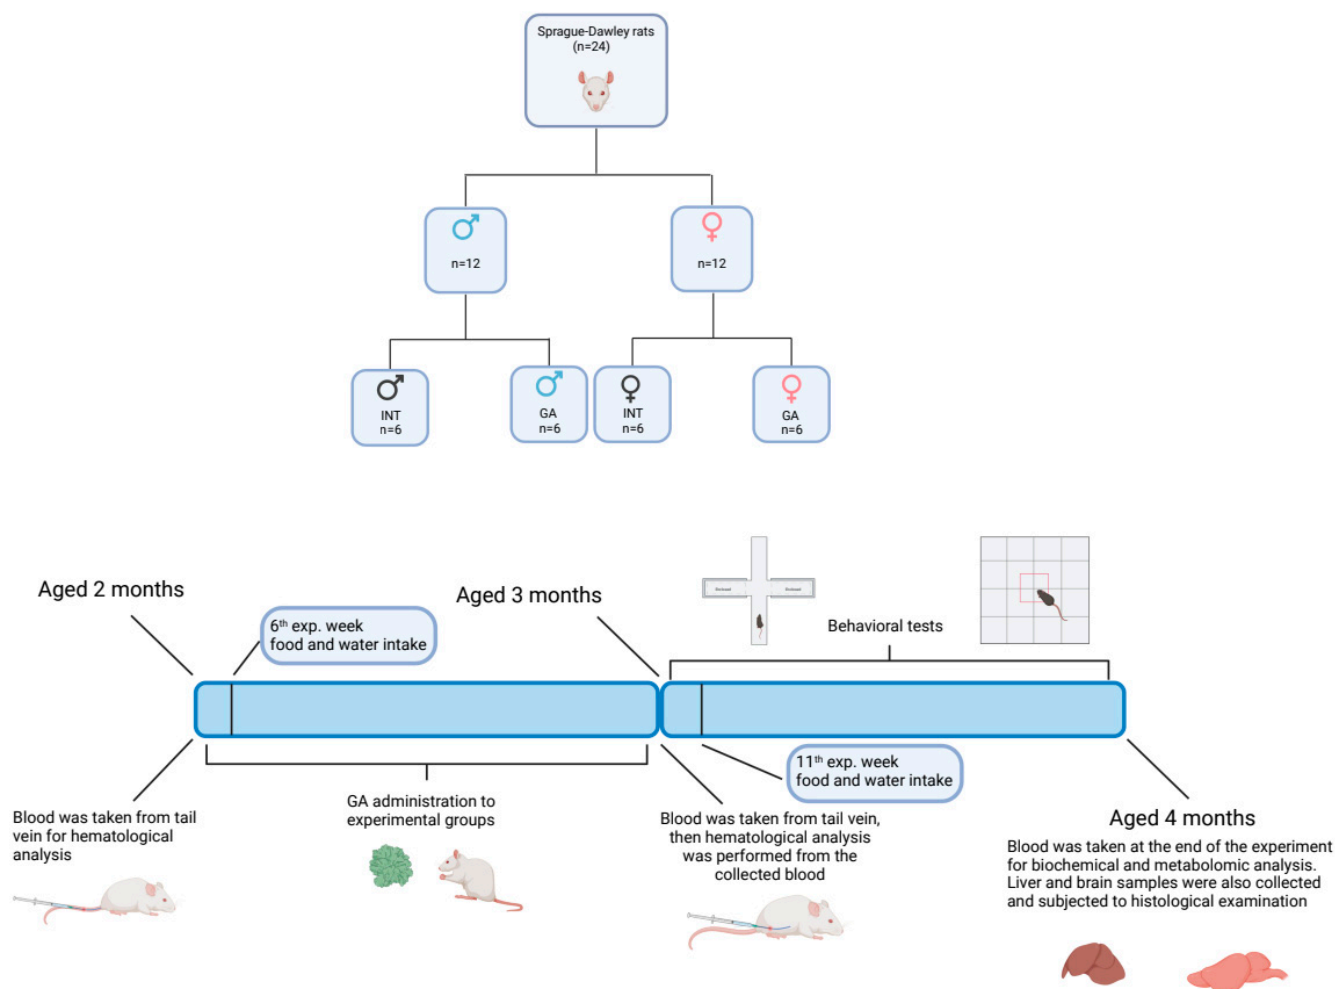 Sprague-Dawley rats
(n=24)
n=12
n=12
INT
n=6
GA
n=6
INT
n=6
GA
n=6
Aged 2 months
6th exp. week
food and water intake
Aged 3 months
Behavioral tests
11th exp. week
food and water intake
Blood was taken from tail
vein for hematological
analysis
GA administration to
experimental groups
Blood was taken from tail vein,
then hematological analysis
was performed from the
collected blood
Aged 4 months
Blood was taken at the end of the experiment
for biochemical and metabolomic analysis.
Liver and brain samples were also collected
and subjected to histological examination